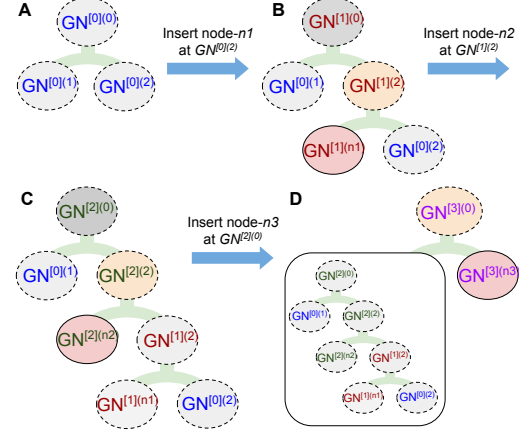 A
GN[0](0)
GN[0](1)
GN[0](2)
Insert node-n1
at GN[0](2)
B
GN[1](0)
GN[0](1)
GN[1](2)
GN[1](n1)
GN[0](2)
Insert node-n2
at GN[1](2)
C
GN[2](0)
GN[0](1)
GN[2](2)
GN[2](n2)
GN[1](2)
GN[1](n1)
GN[0](2)
Insert node-n3
at GN[2](0)
D
GN[3](0)
GN[3](n3)
GN[2](0)
GN[0](1)
GN[2](2)
GN[2](n2)
GN[1](2)
GN[1](n1)
GN[0](2)